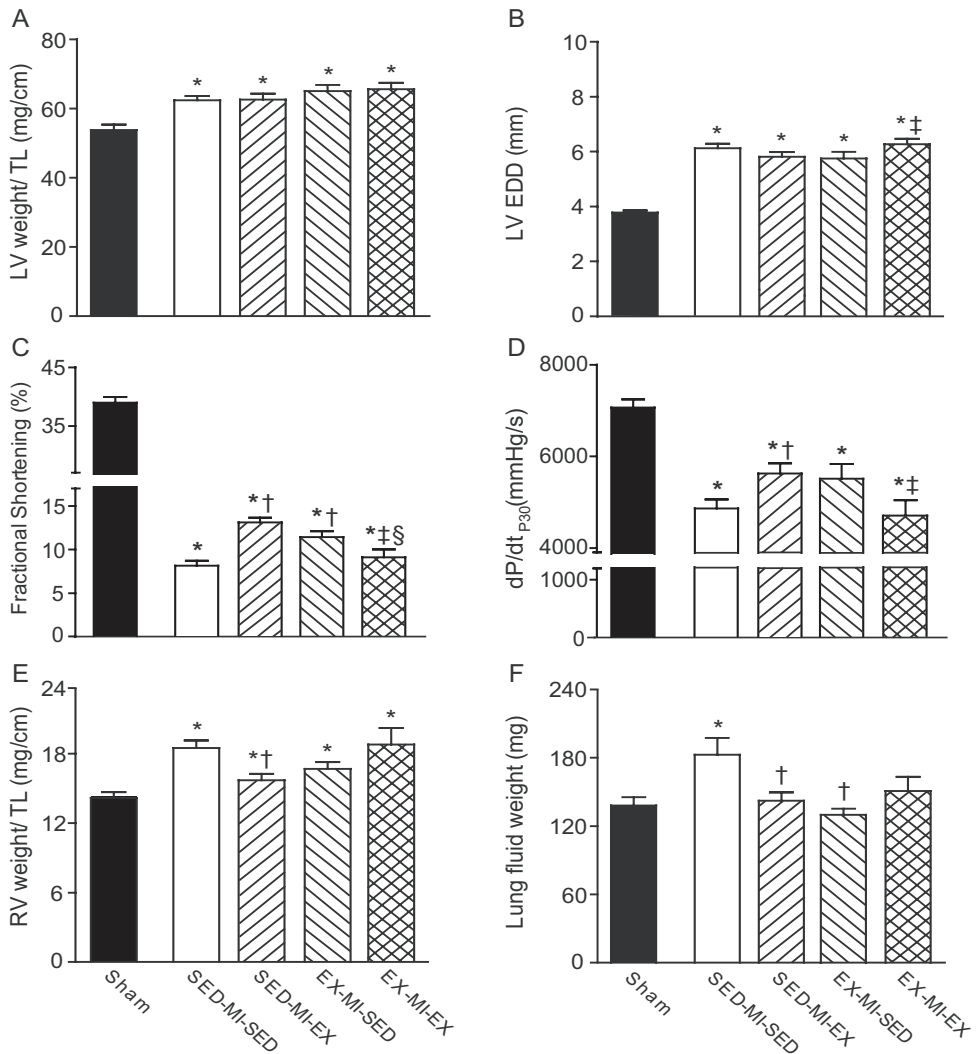 A
LV weight/ TL (mg/cm)
80
60
40
20
0
*
*
*
*
B
LV EDD (mm)
10
8
6
4
2
0
*
*
*
*‡
C
Fractional Shortening (%)
45
35
15
10
5
0
*
*†
*†
*‡§
D
dP/dt P30 (mmHg/s)
8000
6000
4000
1000
0
*
*†
*
*‡
E
RV weight/ TL (mg/cm)
24
18
12
6
0
*
*†
*
*
Sham
SED-MI-SED
SED-MI-EX
EX-MI-SED
EX-MI-EX
F
Lung fluid weight (mg)
240
180
120
60
0
*
†
†
Sham
SED-MI-SED
SED-MI-EX
EX-MI-SED
EX-MI-EX